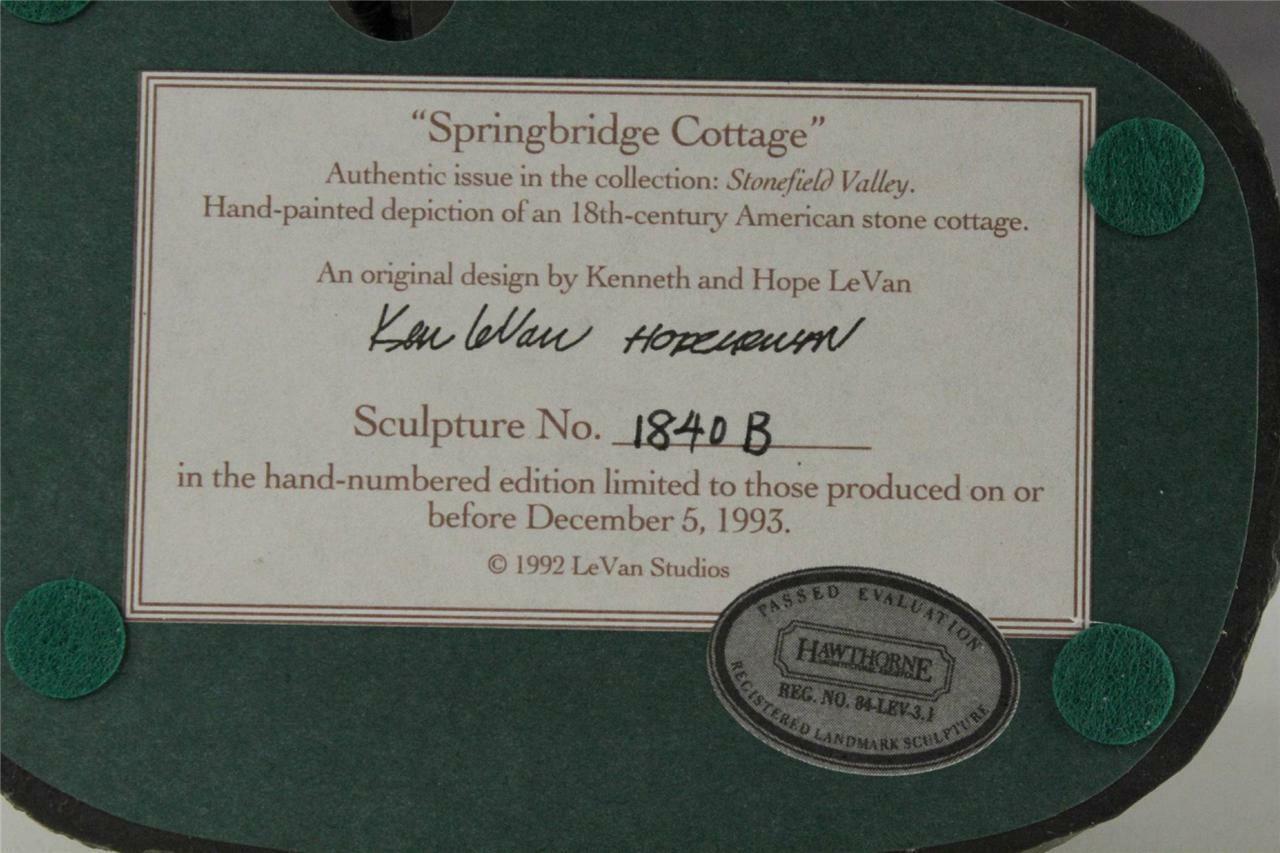 “Springbridge Cottage”
Authentic issue in the collection: Stonefield Valley.
Hand-painted depiction of an 18th-century American stone cottage.
An original design by Kenneth and Hope LeVan
Ken LeVan
Sculpture No. 1840 B
in the hand-numbered edition limited to those produced on or
before December 5, 1993.
© 1992 LeVan Studios
PASSED EVALUATION
HAWTHORNE
REG. NO. 84-LEV-3.1
REGISTERED LANDMARK SCULPTURE